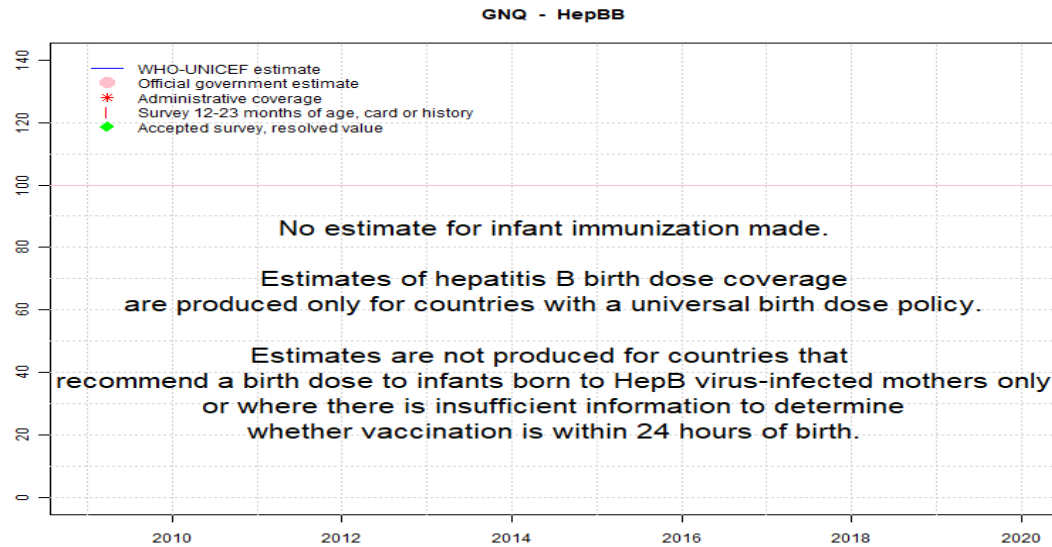 GNQ - HepBB
140
120
100
80
60
40
20
0
WHO-UNICEF estimate
Official government estimate
Administrative coverage
Survey 12-23 months of age, card or history
Accepted survey, resolved value
No estimate for infant immunization made.
Estimates of hepatitis B birth dose coverage
are produced only for countries with a universal birth dose policy.
Estimates are not produced for countries that
recommend a birth dose to infants born to HepB virus-infected mothers only
or where there is insufficient information to determine
whether vaccination is within 24 hours of birth.
2010 2012 2014 2016 2018 2020